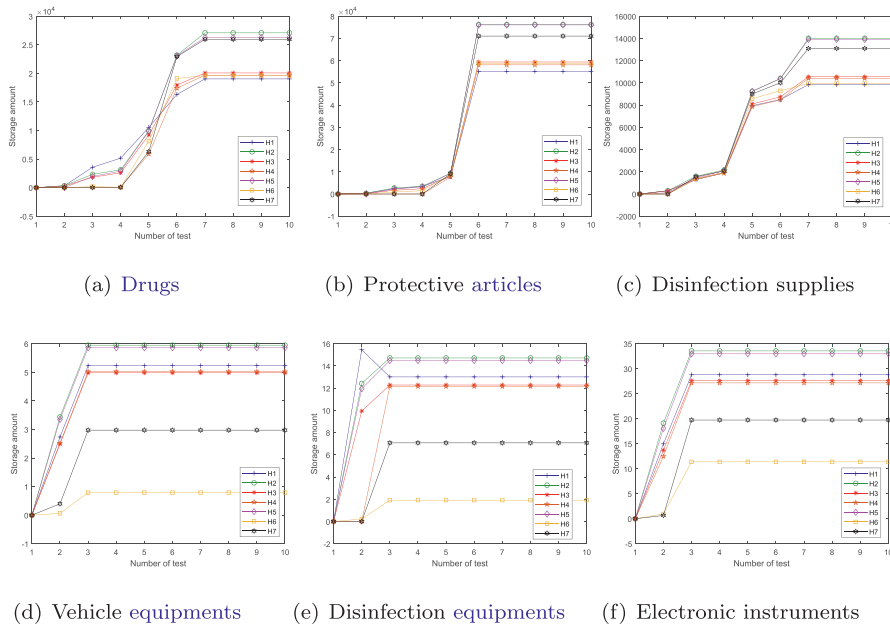 ×10⁴
3
2.5
2
1.5
1
0.5
0
-0.5
Storage amount
1 2 3 4 5 6 7 8 9 10
Number of test
H1
H2
H3
H4
H5
H6
H7
(a) Drugs
×10⁴
8
6
4
2
0
-2
Storage amount
1 2 3 4 5 6 7 8 9 10
Number of test
H1
H2
H3
H4
H5
H6
H7
(b) Protective articles
16000
14000
12000
10000
8000
6000
4000
2000
0
-2000
Storage amount
1 2 3 4 5 6 7 8 9 10
Number of test
H1
H2
H3
H4
H5
H6
H7
(c) Disinfection supplies
6
5
4
3
2
1
0
-1
Storage amount
1 2 3 4 5 6 7 8 9 10
Number of test
H1
H2
H3
H4
H5
H6
H7
(d) Vehicle equipments
16
14
12
10
8
6
4
2
0
-2
Storage amount
1 2 3 4 5 6 7 8 9 10
Number of test
H1
H2
H3
H4
H5
H6
H7
(e) Disinfection equipments
35
30
25
20
15
10
5
0
-5
Storage amount
1 2 3 4 5 6 7 8 9 10
Number of test
H1
H2
H3
H4
H5
H6
H7
(f) Electronic instruments